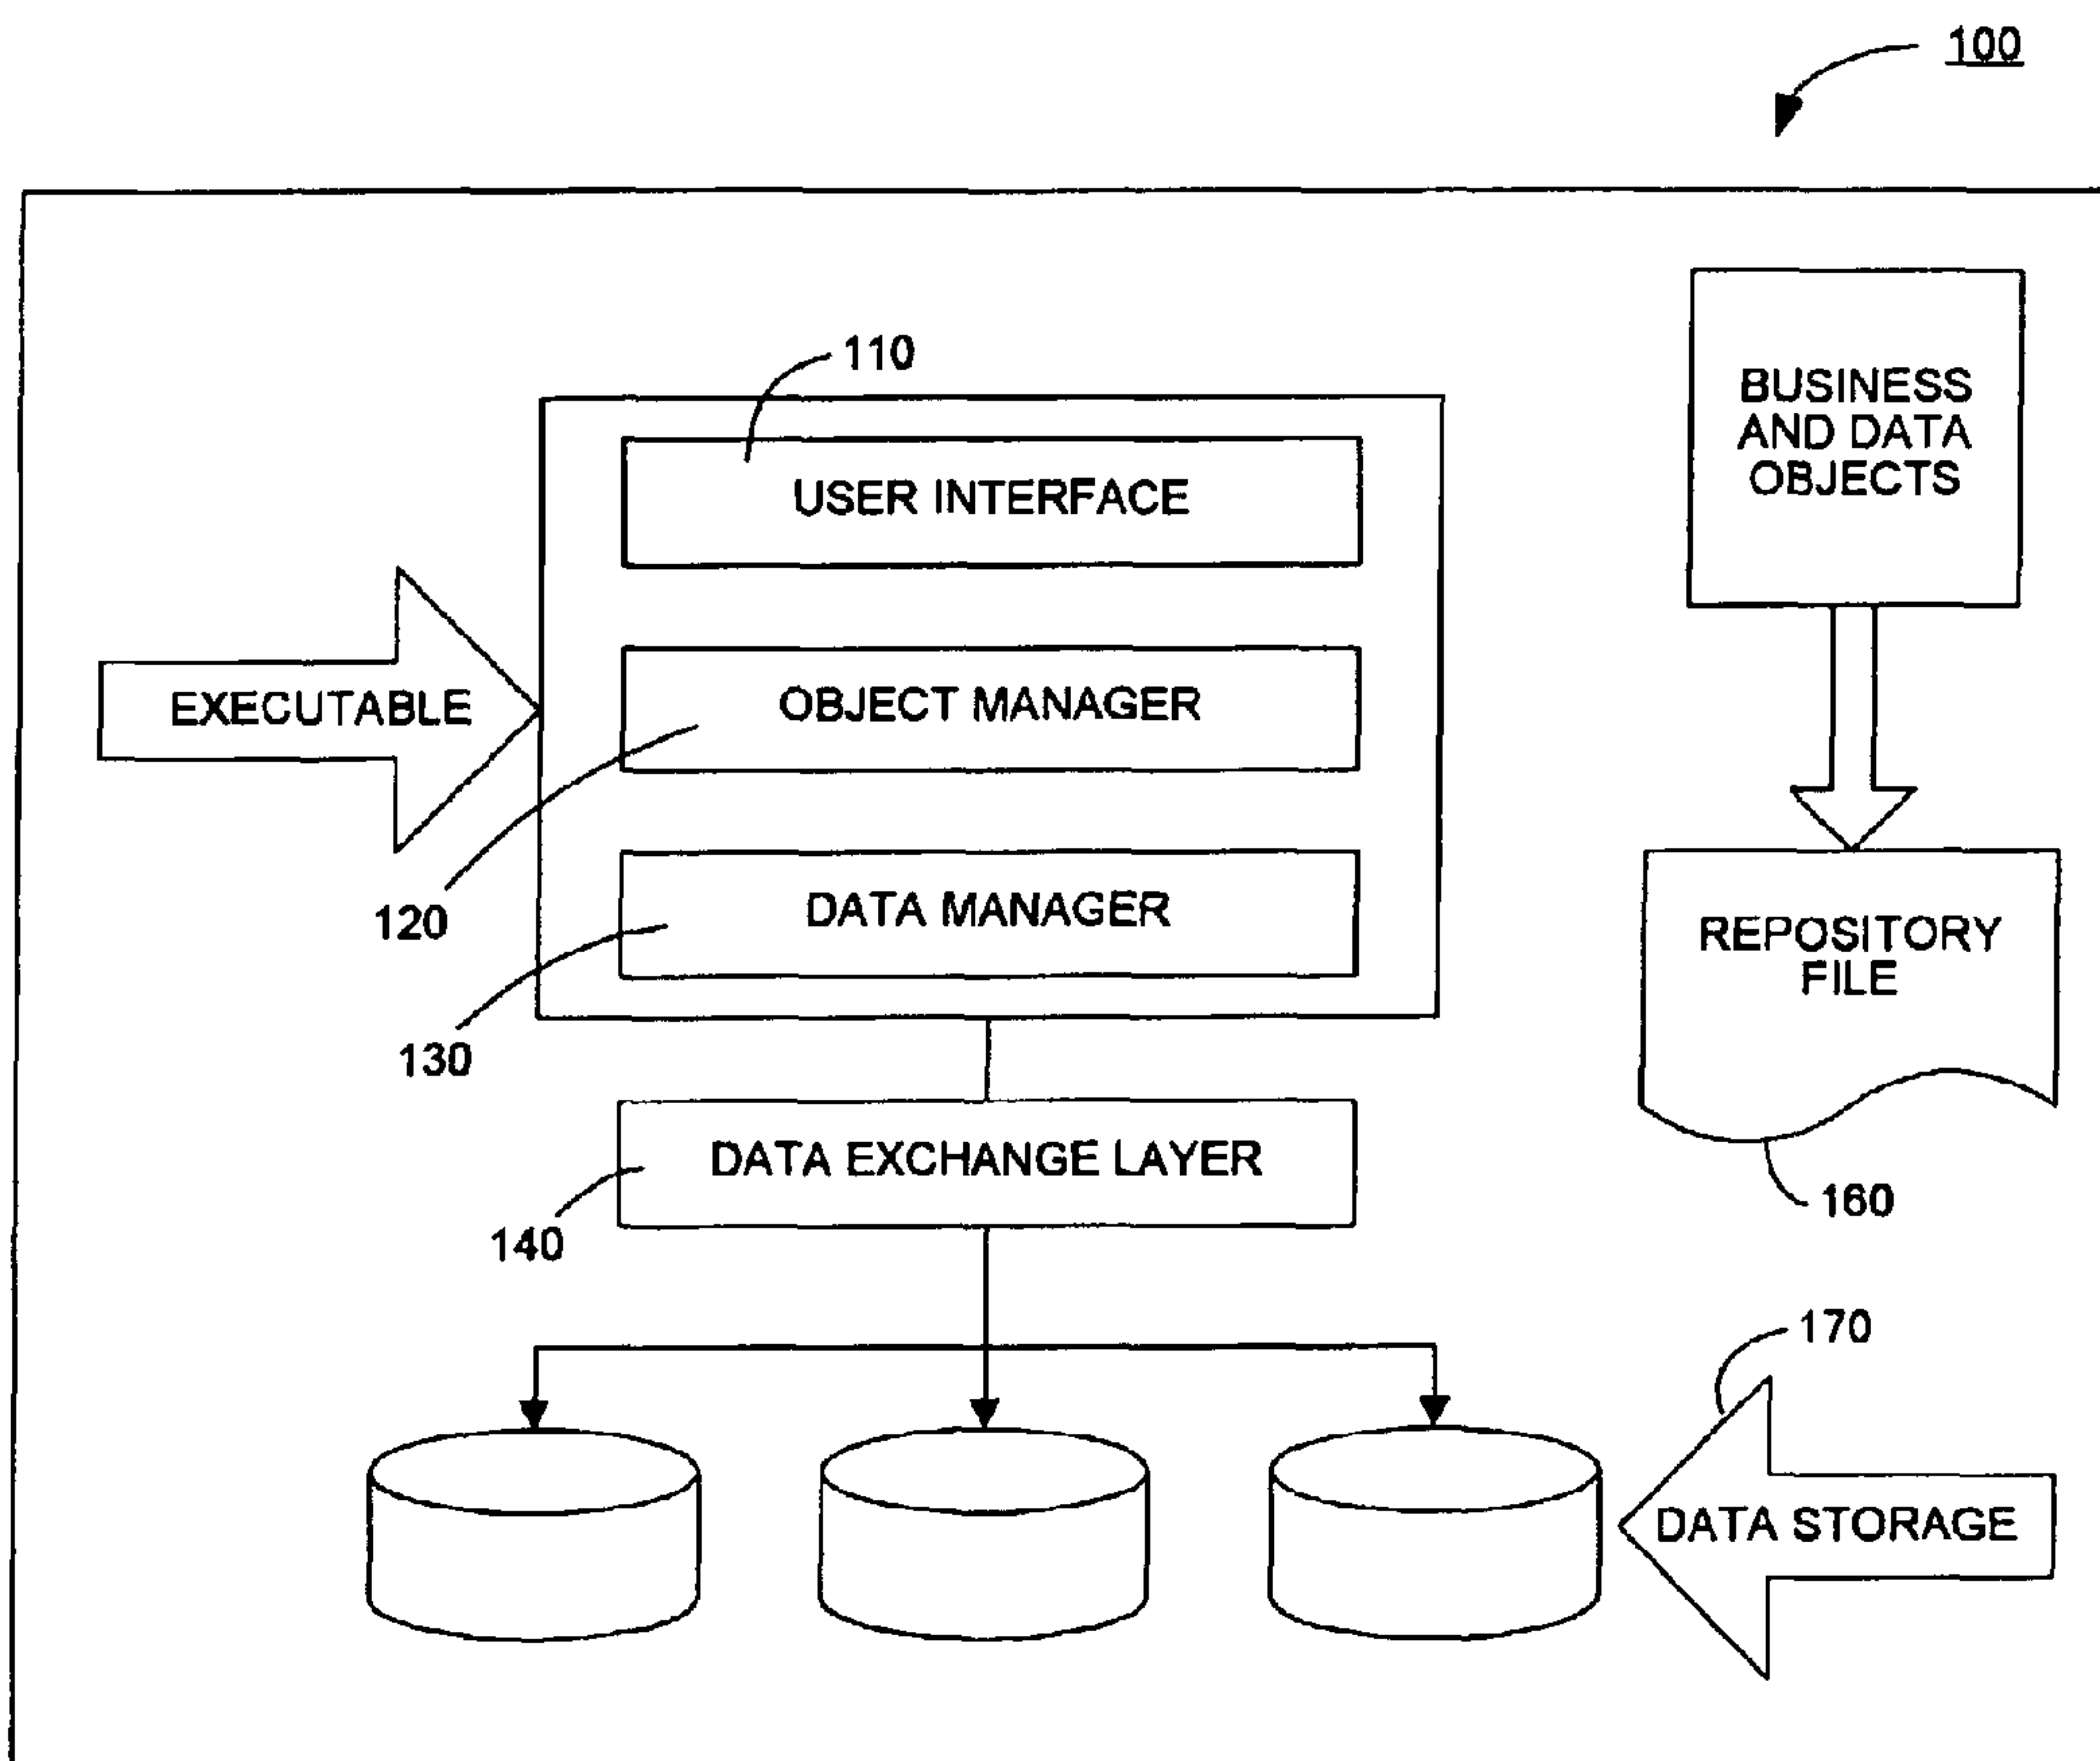 100
110
BUSINESS
AND DATA
OBJECTS
USER INTERFACE
EXECUTABLE
OBJECT MANAGER
120
DATA MANAGER
REPOSITORY
FILE
130
DATA EXCHANGE LAYER
160
140
170
DATA STORAGE